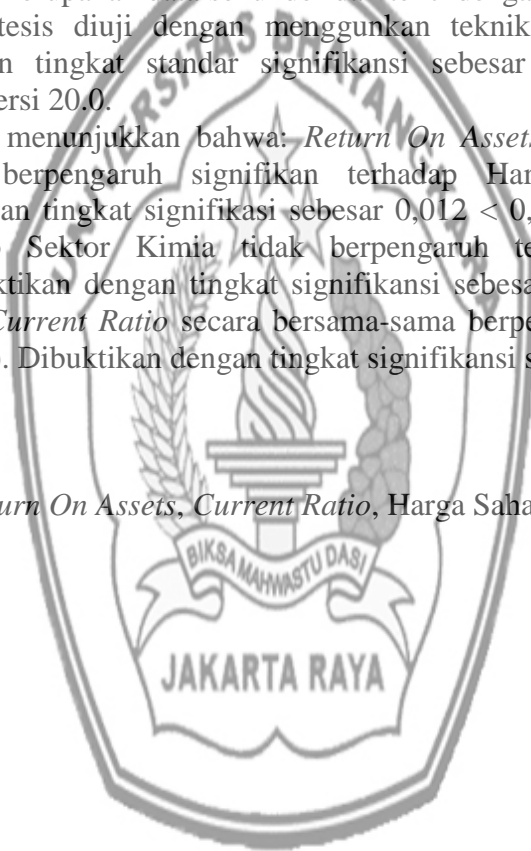 tesis diuji dengan menggunkan teknik
n tingkat standar signifikansi sebesar
ersi 20.0.
menunjukkan bahwa: Return On Assets
berpengaruh signifikan terhadap Har
an tingkat signifikasi sebesar 0,012 < 0,
Sektor Kimia tidak berpengaruh te
ktikan dengan tingkat signifikansi sebesa
Current Ratio secara bersama-sama berpe
). Dibuktikan dengan tingkat signifikansi s
urn On Assets, Current Ratio, Harga Saha
UNIVERSITAS BHAYANGKARA
BIKSA MAHWASTU DASI
JAKARTA RAYA